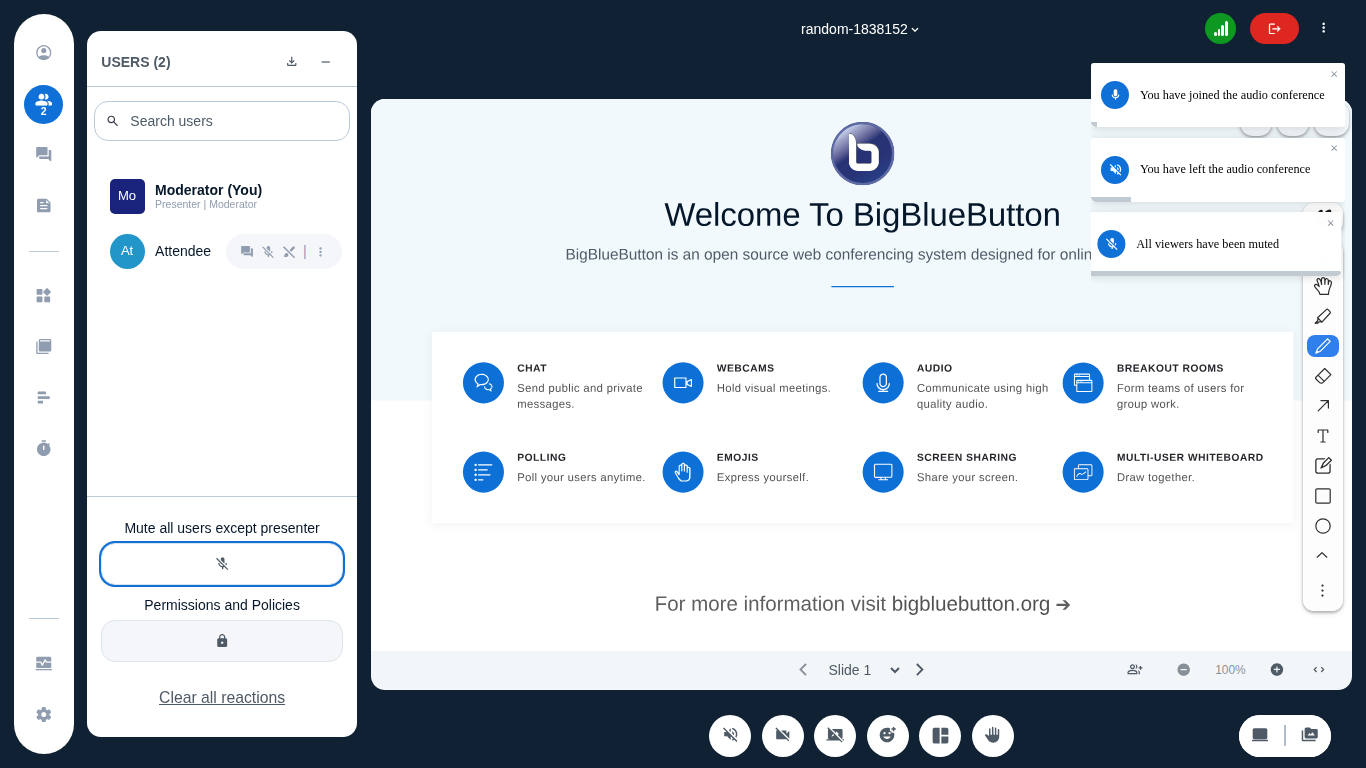 random-1838152
USERS (2)
2
Search users
Mo
Moderator (You)
Presenter | Moderator
At
Attendee
Mute all users except presenter
Permissions and Policies
Clear all reactions
You have joined the audio conference
You have left the audio conference
All viewers have been muted
Welcome To BigBlueButton
BigBlueButton is an open source web conferencing system designed for onlin
CHAT
Send public and private
messages.
WEBCAMS
Hold visual meetings.
AUDIO
Communicate using high
quality audio.
BREAKOUT ROOMS
Form teams of users for
group work.
POLLING
Poll your users anytime.
EMOJIS
Express yourself.
SCREEN SHARING
Share your screen.
MULTI-USER WHITEBOARD
Draw together.
For more information visit bigbluebutton.org ➔
Slide 1
100%